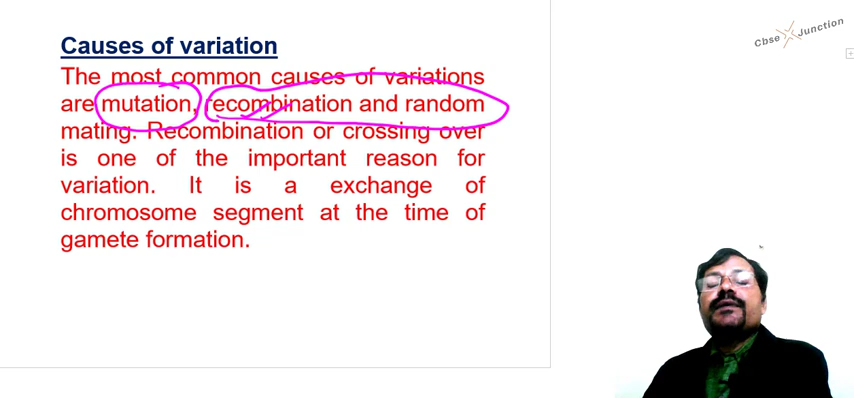 Causes of variation
The most common causes of variations
are mutation, recombination and random
mating. Recombination or crossing over
is one of the important reason for
variation. It is a exchange of
chromosome segment at the time of
gamete formation.
Cbse Junction